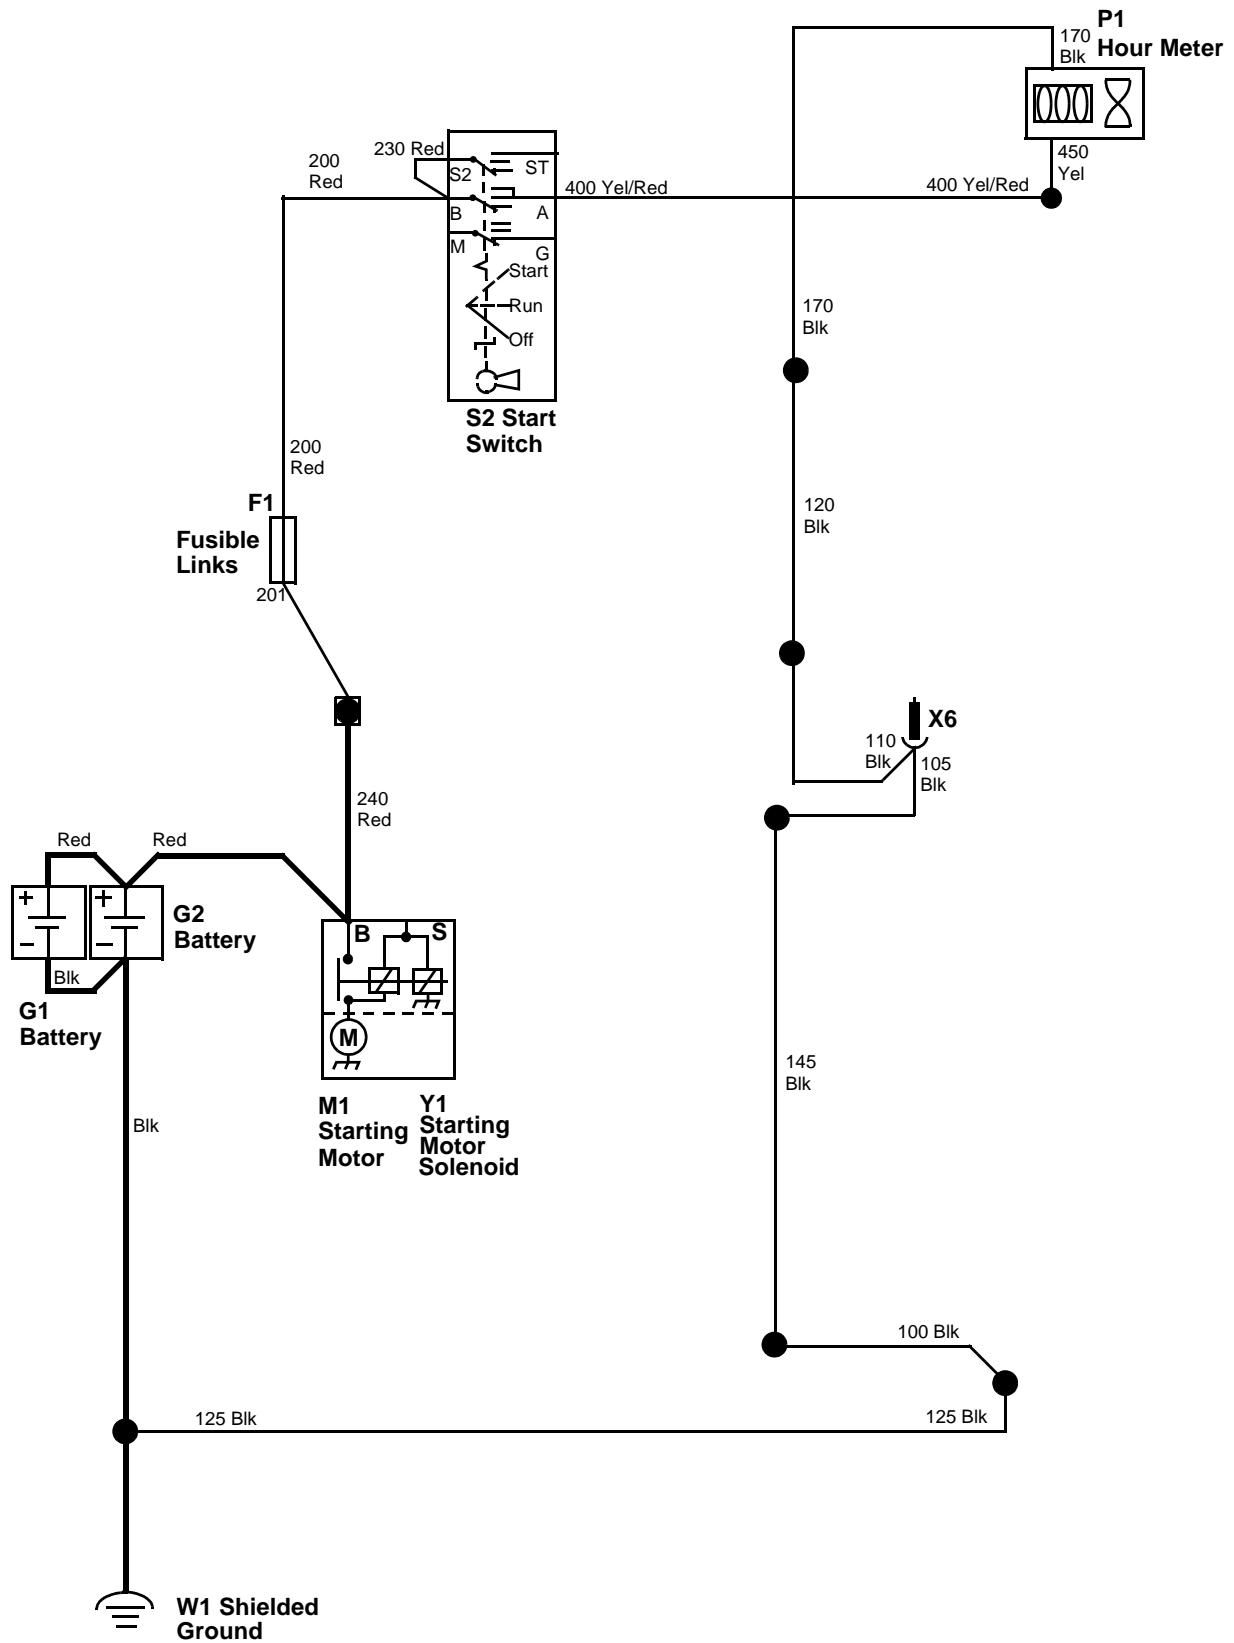 P1
Hour Meter
170
Blk
230 Red
200
Red
S2
ST
400 Yel/Red
400 Yel/Red
450
Yel
B
A
M
G
Start
Run
Off
170
Blk
S2 Start
Switch
200
Red
F1
Fusible
Links
201
120
Blk
X6
110
Blk
105
Blk
240
Red
Red
Red
+
+
−
−
G2
Battery
B
S
Blk
G1
Battery
M
145
Blk
M1
Starting
Motor
Y1
Starting
Motor
Solenoid
Blk
100 Blk
125 Blk
125 Blk
W1 Shielded
Ground